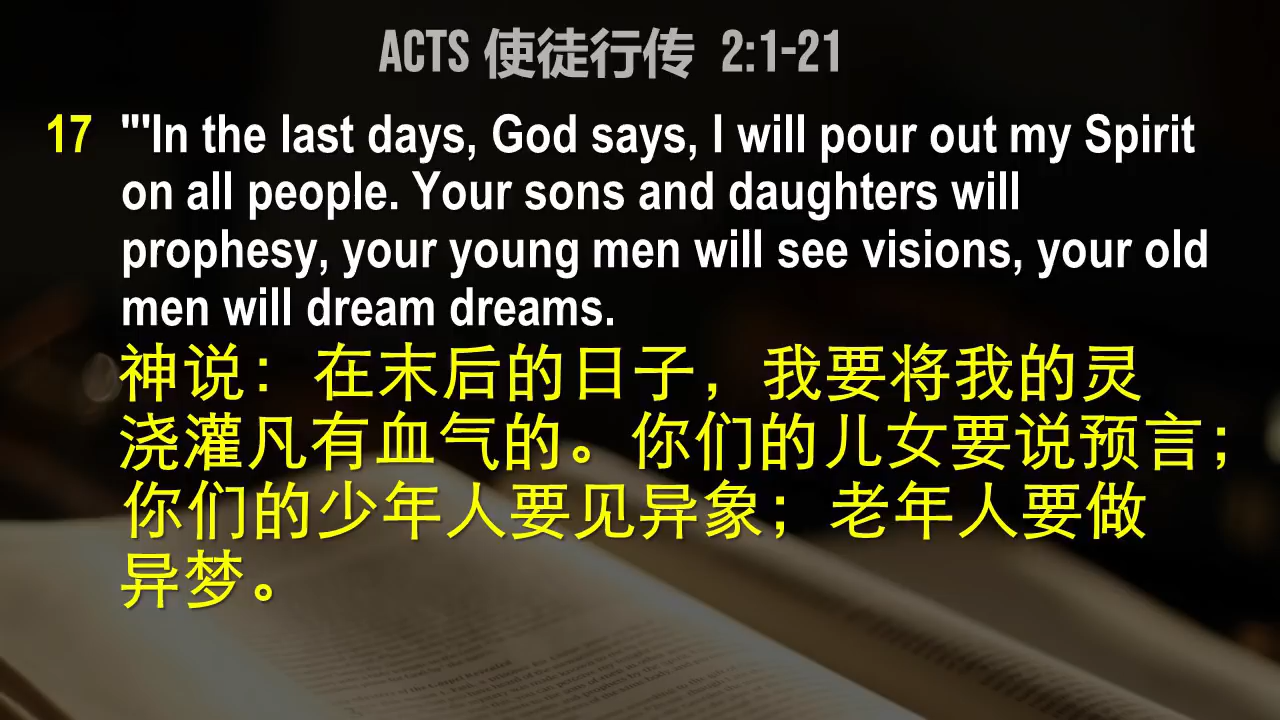 ACTS 使徒行传 2:1-21
17 "'In the last days, God says, I will pour out my Spirit
on all people. Your sons and daughters will
prophesy, your young men will see visions, your old
men will dream dreams.
神说：在末后的日子，我要将我的灵
浇灌凡有血气的。你们的儿女要说预言；
你们的少年人要见异象；老年人要做
异梦。